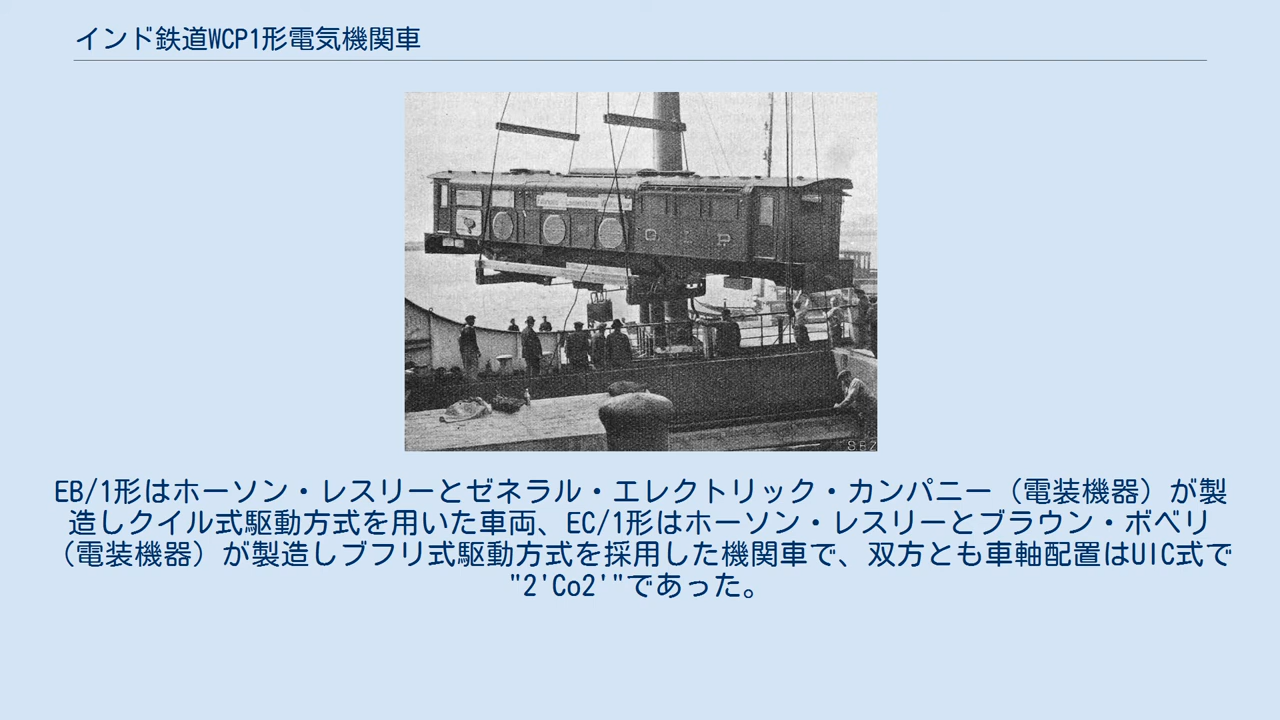 インド鉄道WCP1形電気機関車
G. P
S.E.Z
EB/1形はホーソン・レスリーとゼネラル・エレクトリック・カンパニー（電装機器）が製
造しクイル式駆動方式を用いた車両、EC/1形はホーソン・レスリーとブラウン・ボベリ
（電装機器）が製造しブフリ式駆動方式を採用した機関車で、双方とも車軸配置はUIC式で
"2'Co2'"であった。